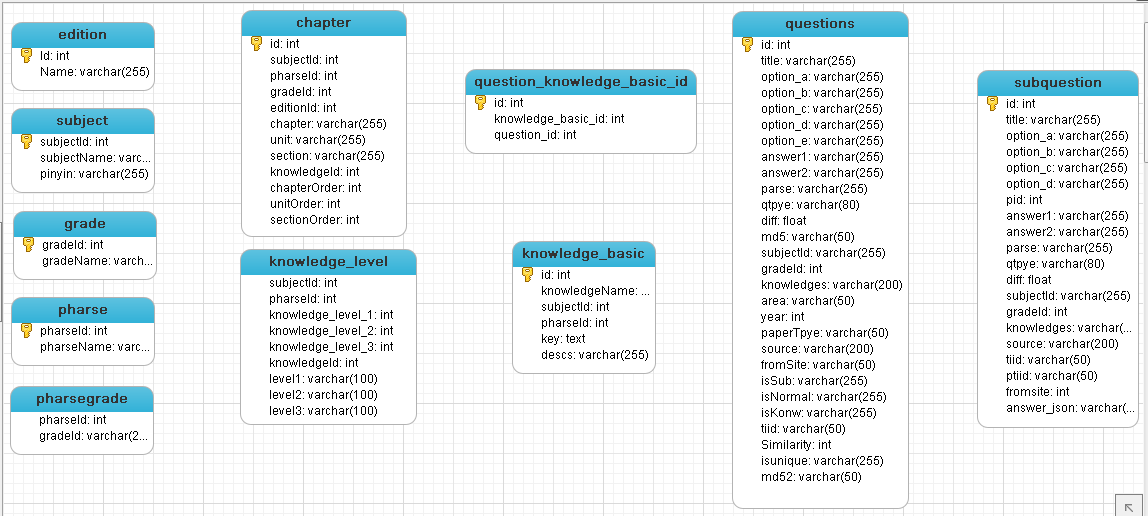 edition
Id: int
Name: varchar(255)
subject
subjectId: int
subjectName: varc...
pinyin: varchar(255)
grade
gradeId: int
gradeName: varch...
pharse
pharseId: int
pharseName: varc...
pharsegrade
pharseId: int
gradeId: varchar(2...
chapter
id: int
subjectId: int
pharseId: int
gradeId: int
editionId: int
chapter: varchar(255)
unit: varchar(255)
section: varchar(255)
knowledgeId: int
chapterOrder: int
unitOrder: int
sectionOrder: int
knowledge_level
subjectId: int
pharseId: int
knowledge_level_1: int
knowledge_level_2: int
knowledge_level_3: int
knowledgeId: int
level1: varchar(100)
level2: varchar(100)
level3: varchar(100)
question_knowledge_basic_id
id: int
knowledge_basic_id: int
question_id: int
knowledge_basic
id: int
knowledgeName: ...
subjectId: int
pharseId: int
key: text
descs: varchar(255)
questions
id: int
title: varchar(255)
option_a: varchar(255)
option_b: varchar(255)
option_c: varchar(255)
option_d: varchar(255)
option_e: varchar(255)
answer1: varchar(255)
answer2: varchar(255)
parse: varchar(255)
qtpye: varchar(80)
diff: float
md5: varchar(50)
subjectId: varchar(255)
gradeId: int
knowledges: varchar(200)
area: varchar(50)
year: int
paperTpye: varchar(50)
source: varchar(200)
fromSite: varchar(50)
isSub: varchar(255)
isNormal: varchar(255)
isKonw: varchar(255)
tiid: varchar(50)
Similarity: int
isunique: varchar(255)
md52: varchar(50)
subquestion
id: int
title: varchar(255)
option_a: varchar(255)
option_b: varchar(255)
option_c: varchar(255)
option_d: varchar(255)
pid: int
answer1: varchar(255)
answer2: varchar(255)
parse: varchar(255)
qtpye: varchar(80)
diff: float
subjectId: varchar(255)
gradeId: int
knowledges: varchar(...
source: varchar(200)
tiid: varchar(50)
ptiid: varchar(50)
fromsite: int
answer_json: varchar(...